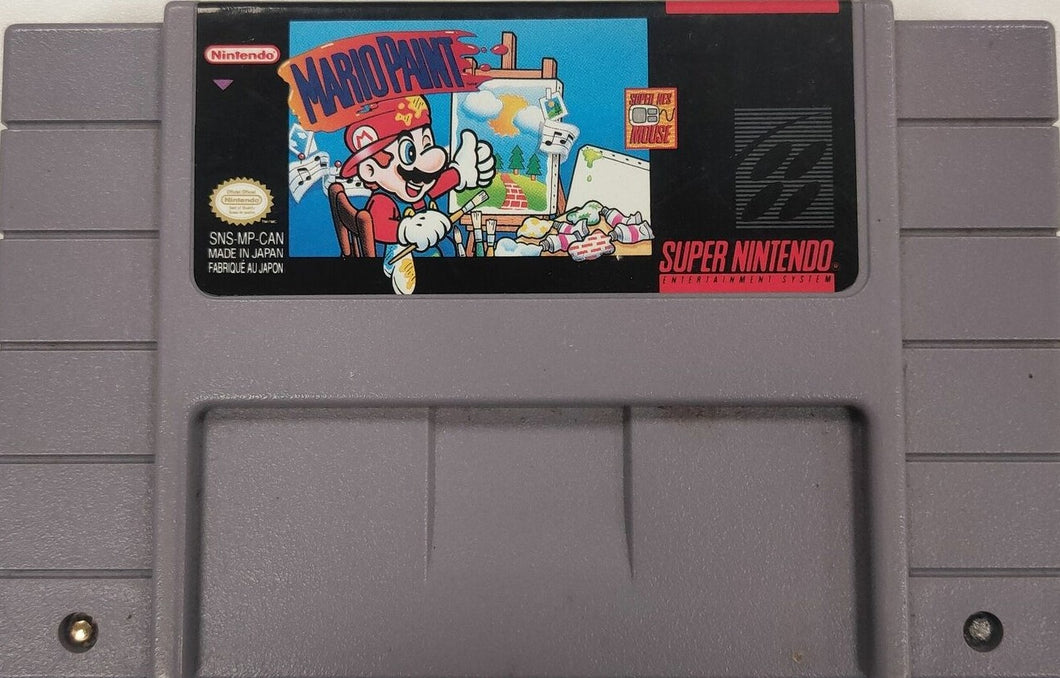 Nintendo
MARIO PAINT
M
SUPER NES
MOUSE
Nintendo
SNS-MP-CAN
MADE IN JAPAN
FABRIQUÉ AU JAPON
SUPER NINTENDO
ENTERTAINMENT SYSTEM